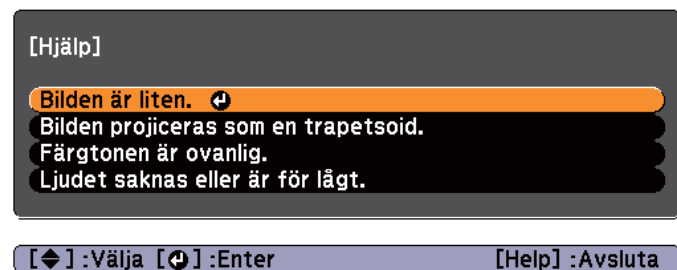 [Hjälp]
Bilden är liten.
Bilden projiceras som en trapetsoid.
Färgtonen är ovanlig.
Ljudet saknas eller är för lågt.
[◆] :Välja [⏎] :Enter [Help] :Avsluta